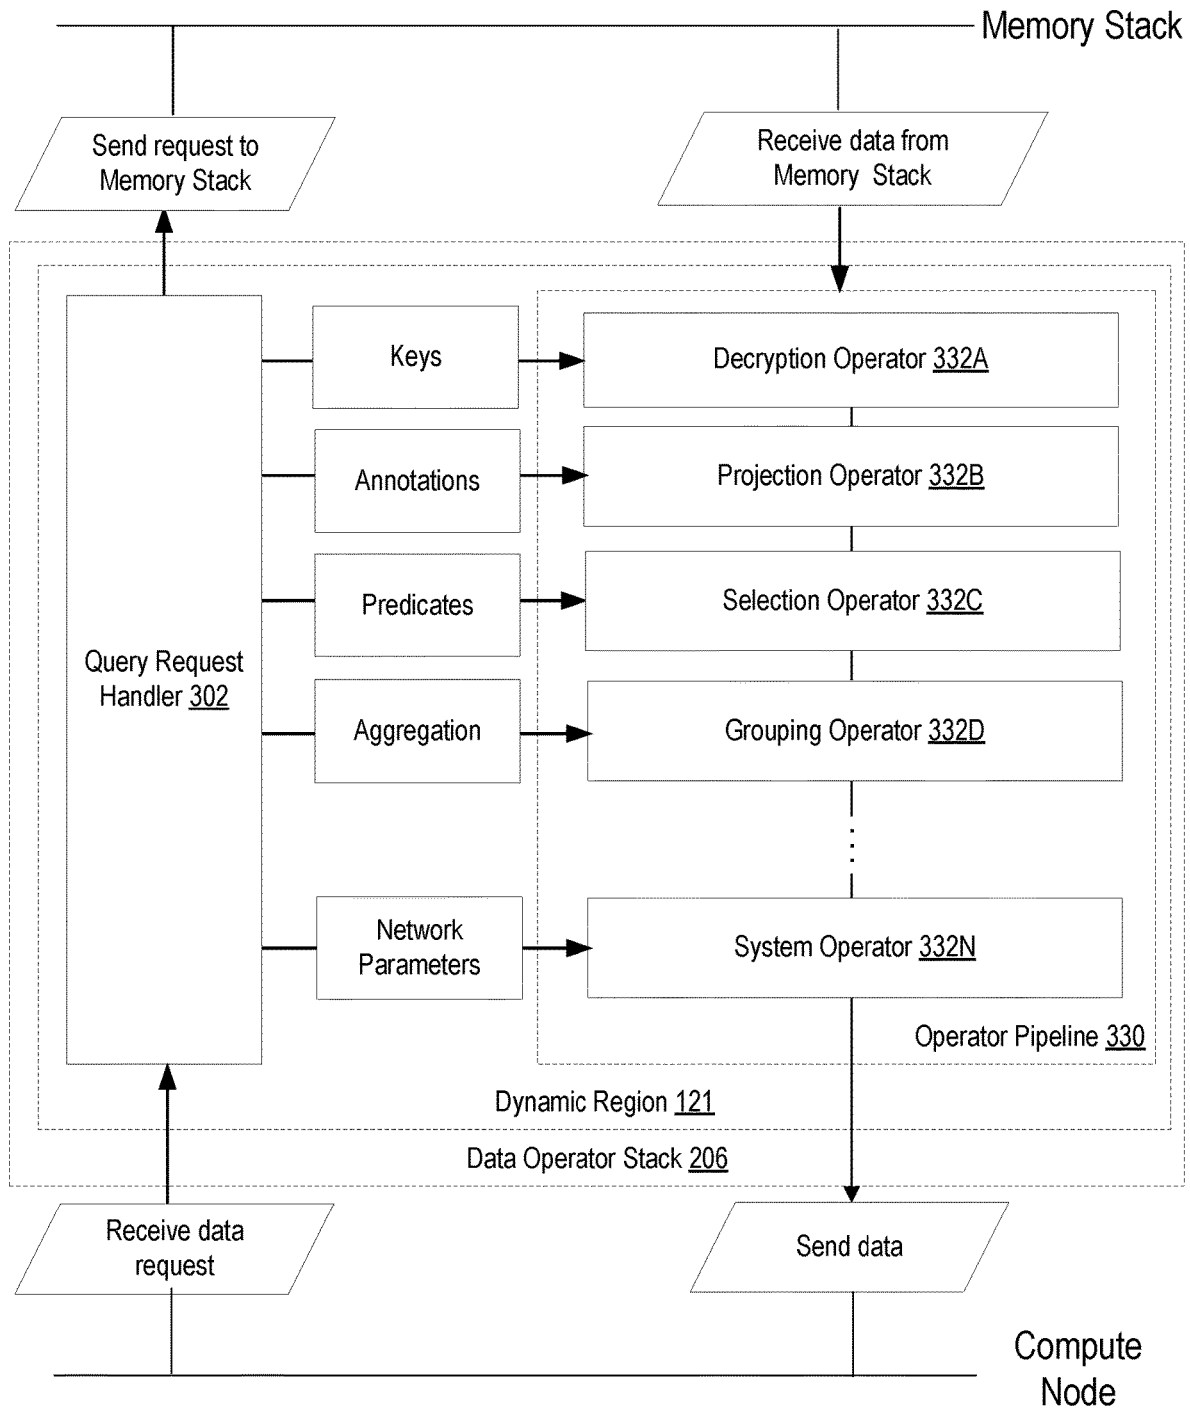 Memory Stack
Send request to
Memory Stack
Receive data from
Memory Stack
Keys
Decryption Operator 332A
Annotations
Projection Operator 332B
Predicates
Selection Operator 332C
Query Request
Handler 302
Aggregation
Grouping Operator 332D
Network
Parameters
System Operator 332N
Operator Pipeline 330
Dynamic Region 121
Data Operator Stack 206
Receive data
request
Send data
Compute
Node